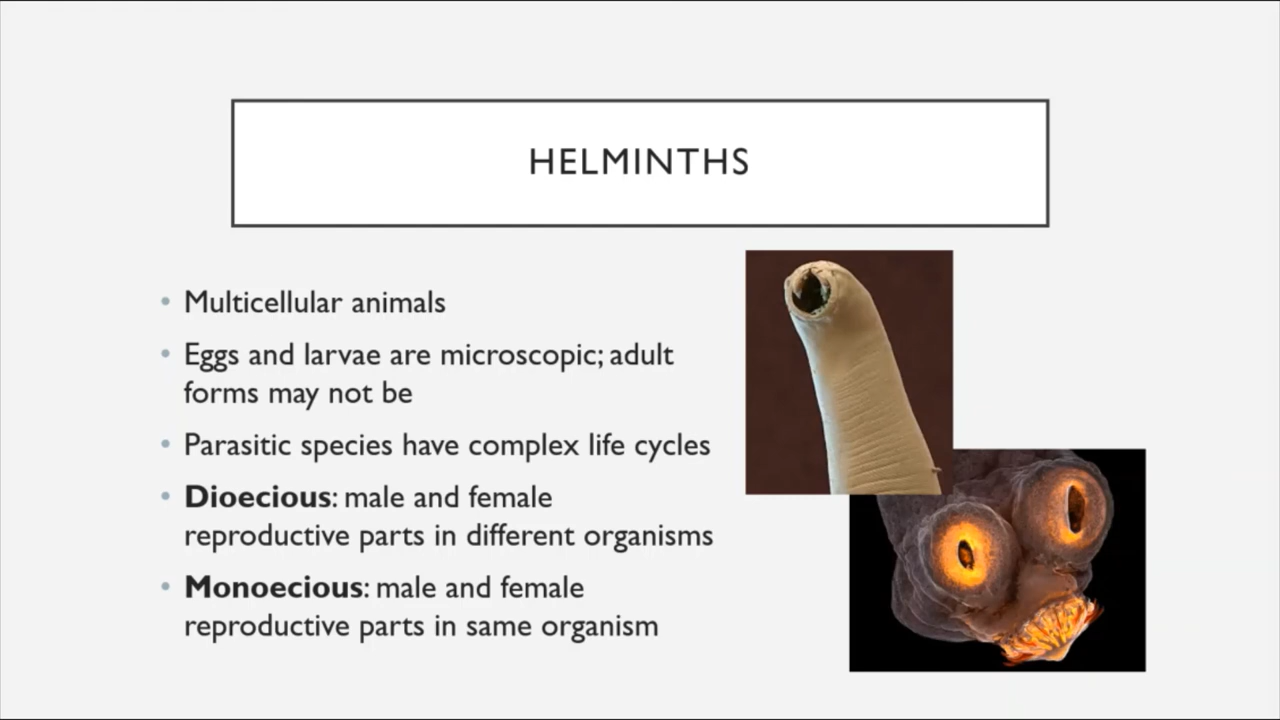 HELMINTHS
• Multicellular animals
• Eggs and larvae are microscopic; adult
forms may not be
• Parasitic species have complex life cycles
• Dioecious: male and female
reproductive parts in different organisms
• Monoecious: male and female
reproductive parts in same organism